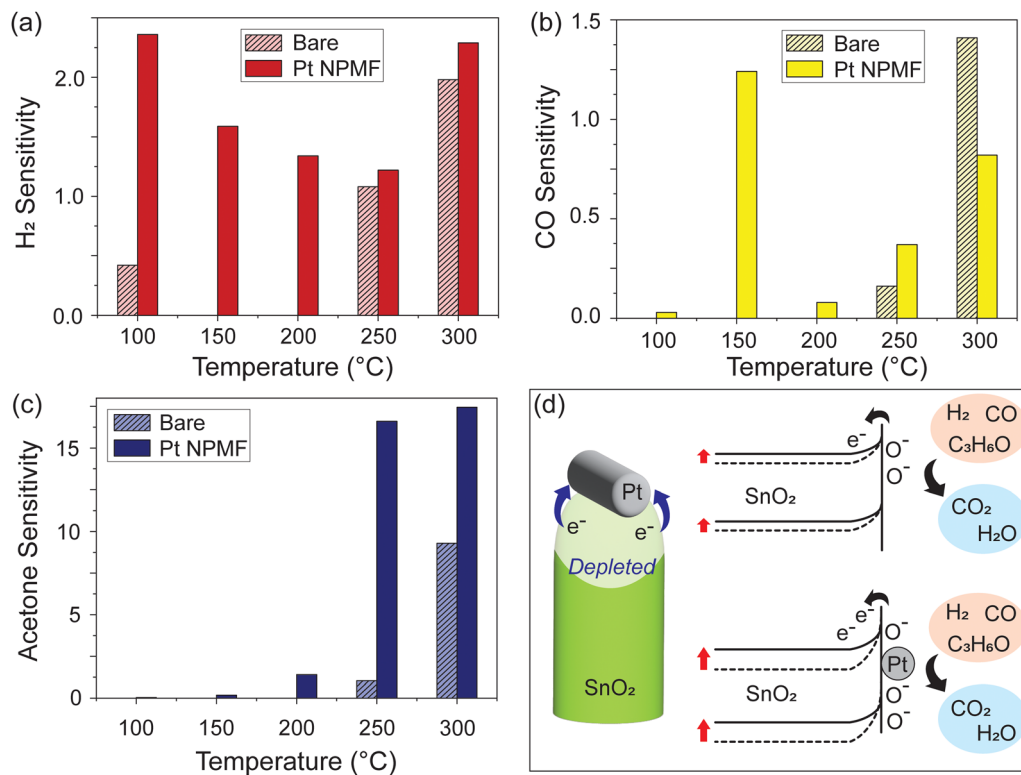 (a)
H₂ Sensitivity
2.0
1.0
0.0
Bare
Pt NPMF
100 150 200 250 300
Temperature (°C)
(b)
CO Sensitivity
1.5
1.0
0.5
0.0
Bare
Pt NPMF
100 150 200 250 300
Temperature (°C)
(c)
Acetone Sensitivity
15
10
5
0
Bare
Pt NPMF
100 150 200 250 300
Temperature (°C)
(d)
Pt
e⁻ e⁻
Depleted
SnO₂
e⁻
O⁻
O⁻
SnO₂
H₂ CO
C₃H₆O
CO₂
H₂O
e⁻
e⁻
O⁻
Pt
O⁻
O⁻
SnO₂
H₂ CO
C₃H₆O
CO₂
H₂O